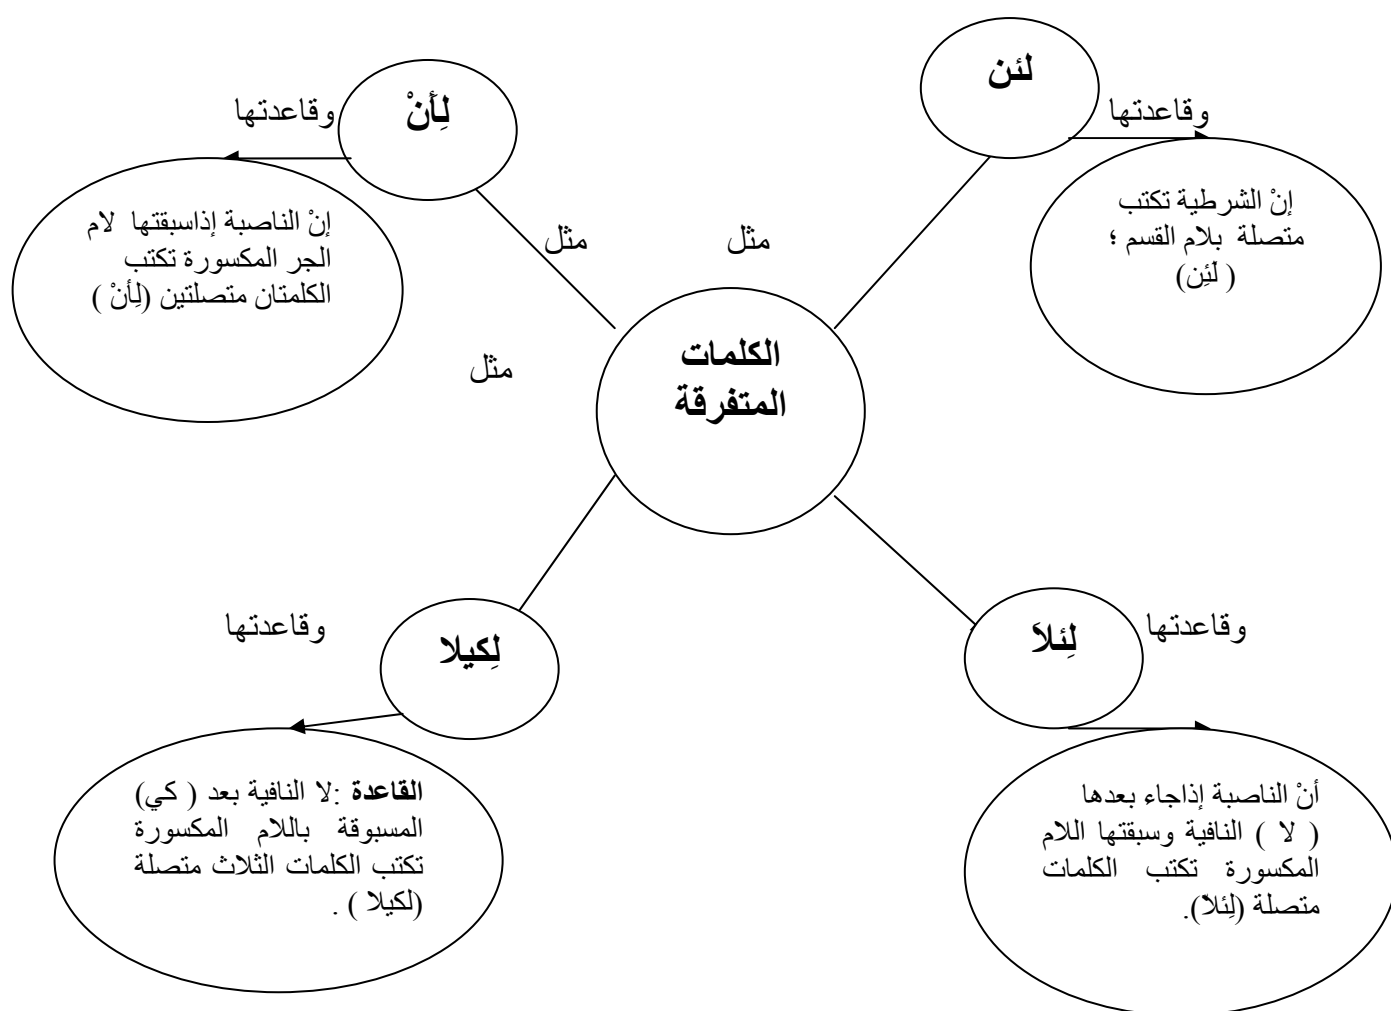 لئن
وقاعدتها
إنْ الشرطية تكتب
متصلة بلام القسم ؛
( لَئِن)
لِأَنْ
وقاعدتها
إنْ الناصبة إذاسبقتها لام
الجر المكسورة تكتب
الكلمتان متصلتين (لِأنْ )
مثل
مثل
مثل
الكلمات
المتفرقة
لِئلاَ
وقاعدتها
أنْ الناصبة إذاجاء بعدها
( لا ) النافية وسبقتها اللام
المكسورة تكتب الكلمات
متصلة (لِئلاّ).
لِكيلا
وقاعدتها
القاعدة :لا النافية بعد ( كي)
المسبوقة باللام المكسورة
تكتب الكلمات الثلاث متصلة
(لكيلا ) .